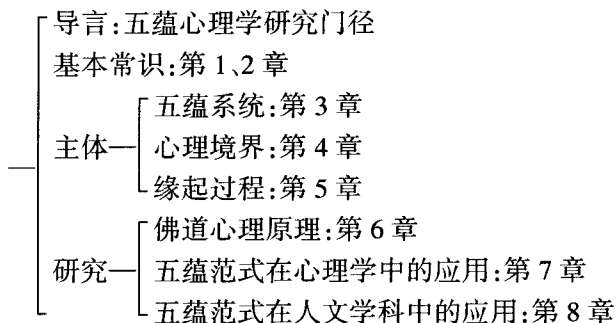 导言:五蕴心理学研究门径
基本常识:第1、2章
五蕴系统:第3章
主体 心理境界:第4章
缘起过程:第5章
佛道心理原理:第6章
研究 五蕴范式在心理学中的应用:第7章
五蕴范式在人文学科中的应用:第8章